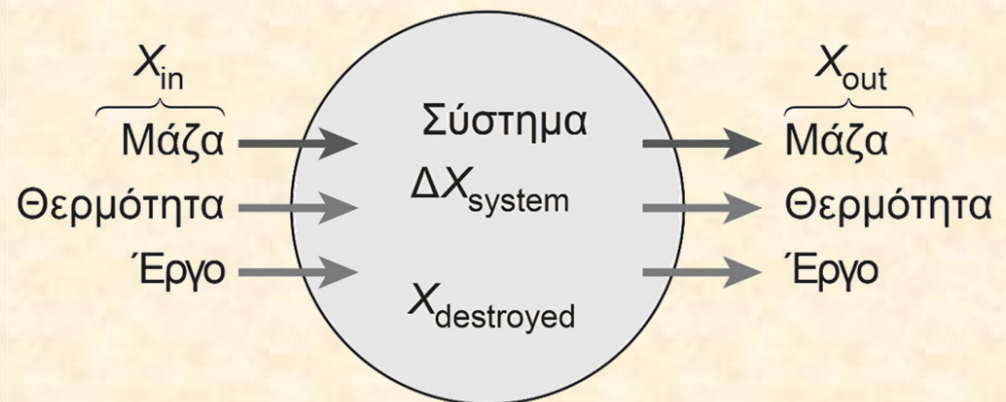 X_in
Μάζα
Θερμότητα
Έργο
Σύστημα
ΔX_system
X_destroyed
X_out
Μάζα
Θερμότητα
Έργο